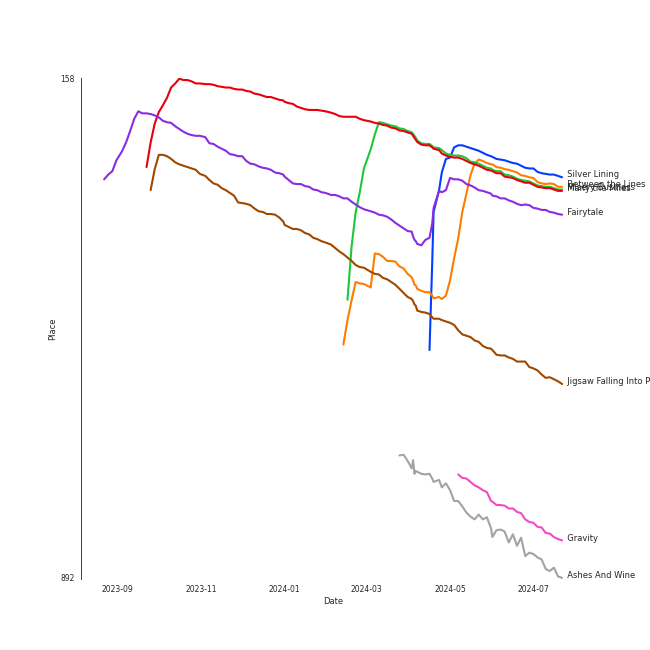 158
Silver Lining
Between the Lines
Fairytale
Place
Jigsaw Falling Into P
Gravity
Ashes And Wine
892
2023-09
2023-11
2024-01
2024-03
2024-05
2024-07
Date